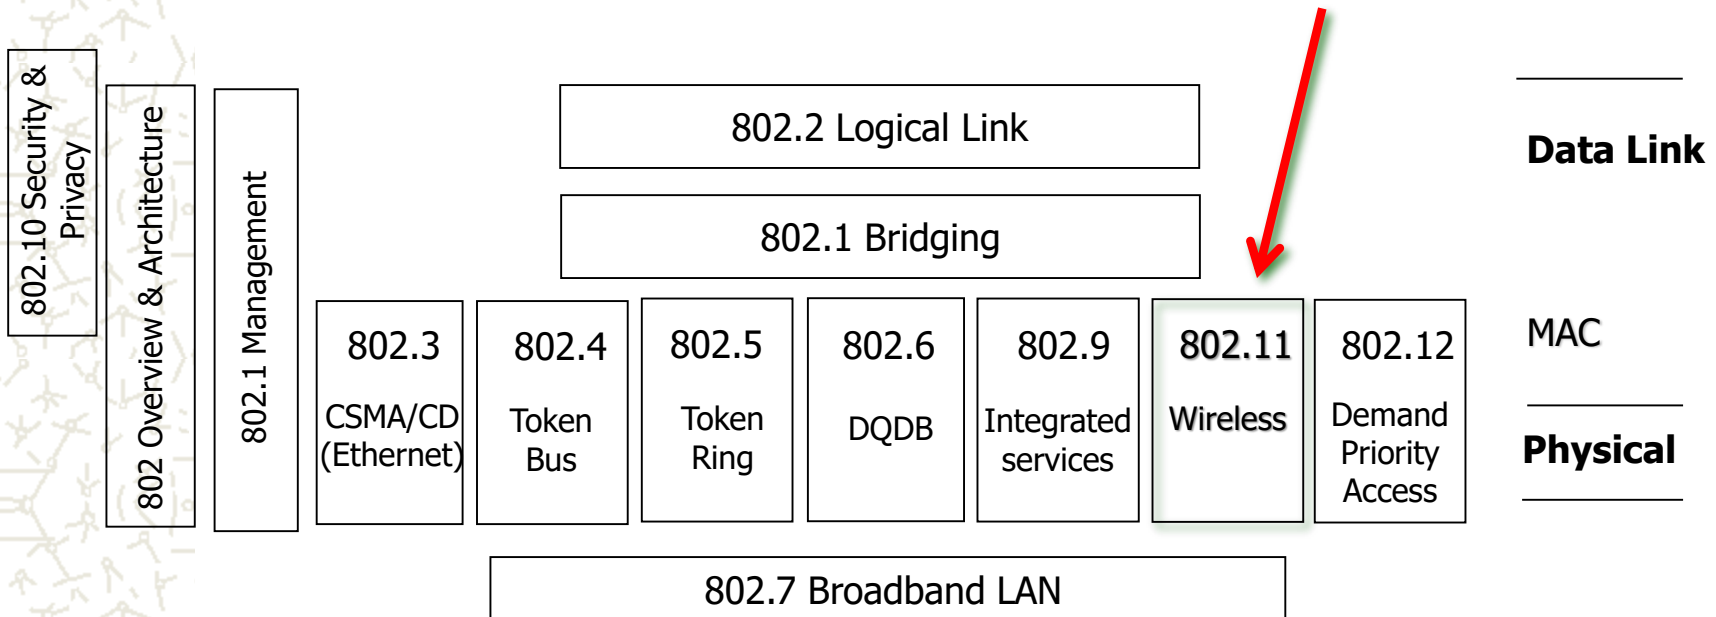 802.10 Security &
Privacy
802 Overview & Architecture
802.1 Management
802.2 Logical Link
802.1 Bridging
802.3
CSMA/CD
(Ethernet)
802.4
Token
Bus
802.5
Token
Ring
802.6
DQDB
802.9
Integrated
services
802.11
Wireless
802.12
Demand
Priority
Access
802.7 Broadband LAN
Data Link
MAC
Physical